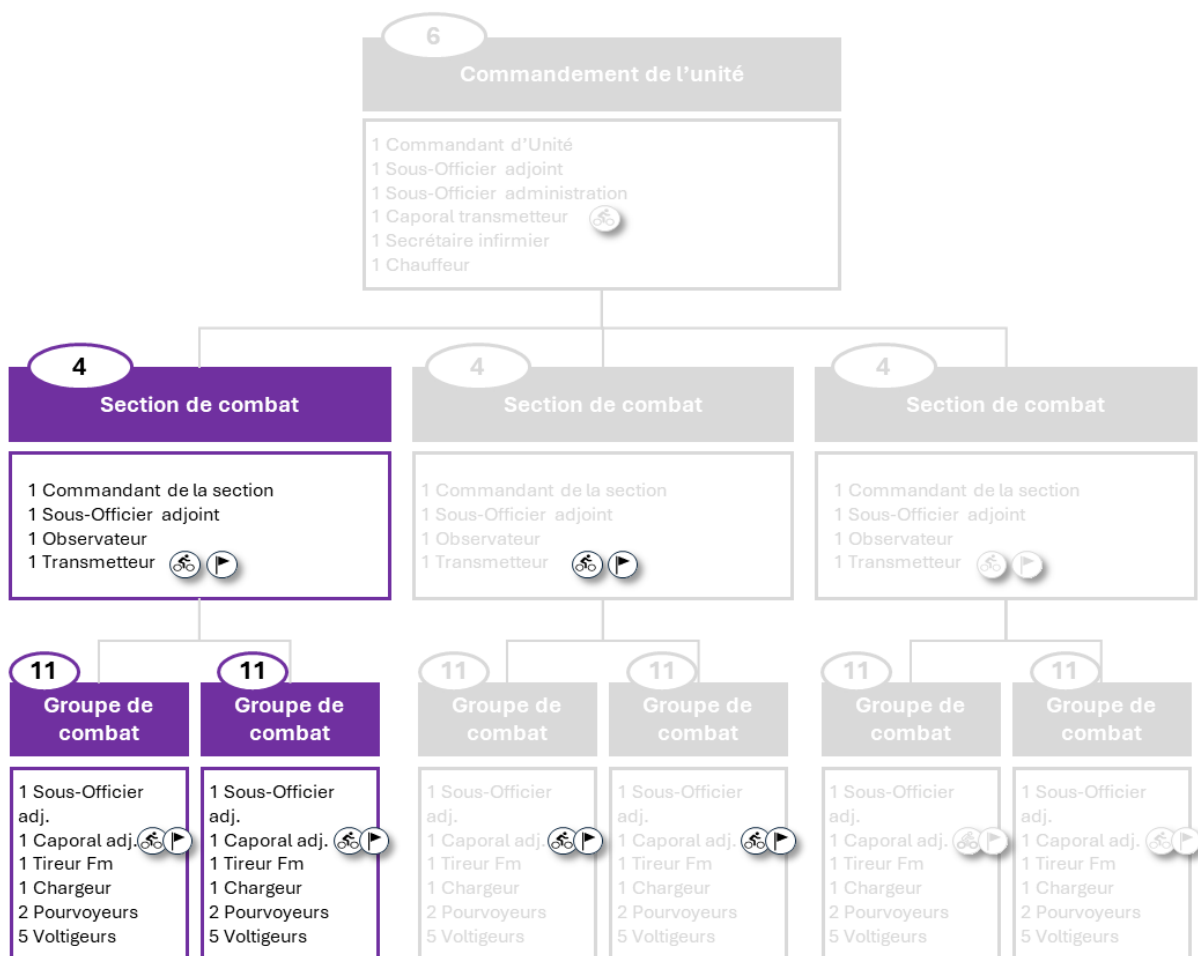 6
Commandement de l’unité
1 Commandant d’Unité
1 Sous-Officier adjoint
1 Sous-Officier administration
1 Caporal transmetteur
1 Secrétaire infirmier
1 Chauffeur
4
Section de combat
1 Commandant de la section
1 Sous-Officier adjoint
1 Observateur
1 Transmetteur
4
Section de combat
1 Commandant de la section
1 Sous-Officier adjoint
1 Observateur
1 Transmetteur
4
Section de combat
1 Commandant de la section
1 Sous-Officier adjoint
1 Observateur
1 Transmetteur
11
Groupe de
combat
1 Sous-Officier
adj.
1 Caporal adj.
1 Tireur Fm
1 Chargeur
2 Pourvoyeurs
5 Voltigeurs
11
Groupe de
combat
1 Sous-Officier
adj.
1 Caporal adj.
1 Tireur Fm
1 Chargeur
2 Pourvoyeurs
5 Voltigeurs
11
Groupe de
combat
1 Sous-Officier
adj.
1 Caporal adj.
1 Tireur Fm
1 Chargeur
2 Pourvoyeurs
5 Voltigeurs
11
Groupe de
combat
1 Sous-Officier
adj.
1 Caporal adj.
1 Tireur Fm
1 Chargeur
2 Pourvoyeurs
5 Voltigeurs
11
Groupe de
combat
1 Sous-Officier
adj.
1 Caporal adj.
1 Tireur Fm
1 Chargeur
2 Pourvoyeurs
5 Voltigeurs
11
Groupe de
combat
1 Sous-Officier
adj.
1 Caporal adj.
1 Tireur Fm
1 Chargeur
2 Pourvoyeurs
5 Voltigeurs